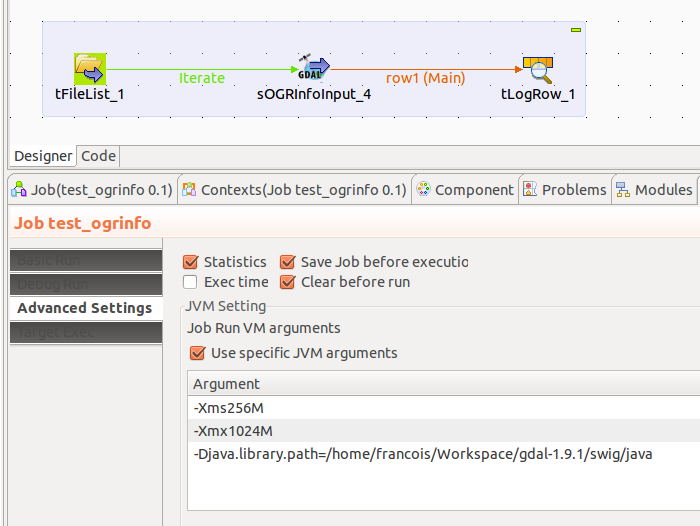 GDAL
Iterate
row1 (Main)
tFileList_1
sOGRInfoInput_4
tLogRow_1
Designer
Code
Job(test_ogrinfo 0.1)
Contexts(Job test_ogrinfo 0.1)
Component
Problems
Modules
Job test_ogrinfo
Basic Run
Debug Run
Advanced Settings
Target Exec
Statistics
Save Job before executio
Exec time
Clear before run
JVM Setting
Job Run VM arguments
Use specific JVM arguments
Argument
-Xms256M
-Xmx1024M
-Djava.library.path=/home/francois/Workspace/gdal-1.9.1/swig/java